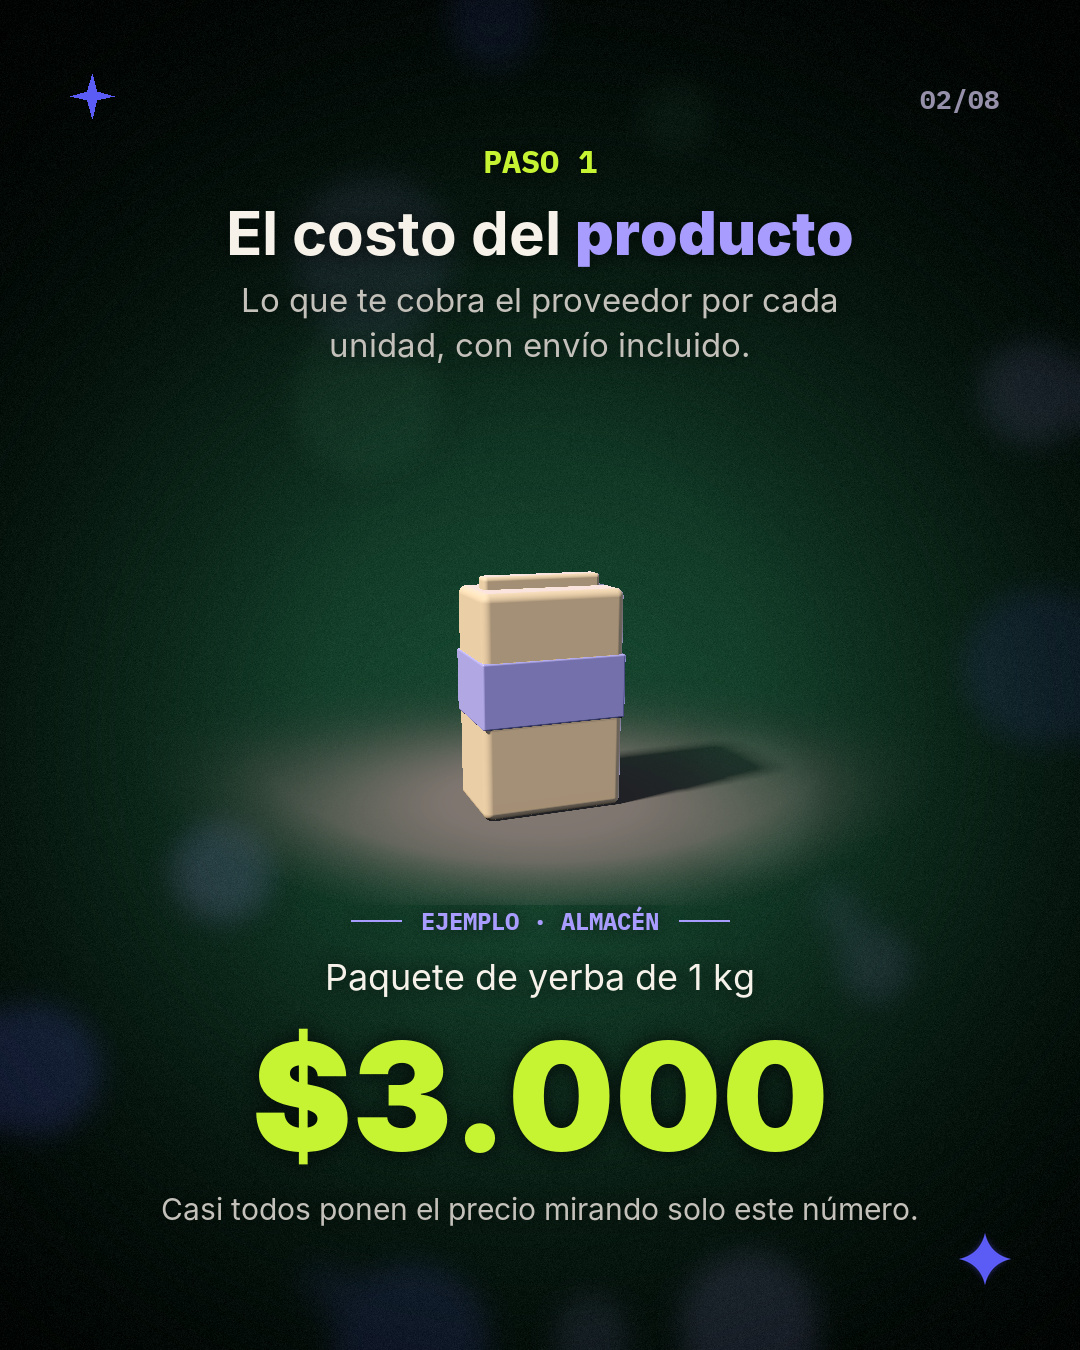 02/08
PASO 1
El costo del producto
Lo que te cobra el proveedor por cada
unidad, con envío incluido.
EJEMPLO · ALMACÉN
Paquete de yerba de 1 kg
$3.000
Casi todos ponen el precio mirando solo este número.